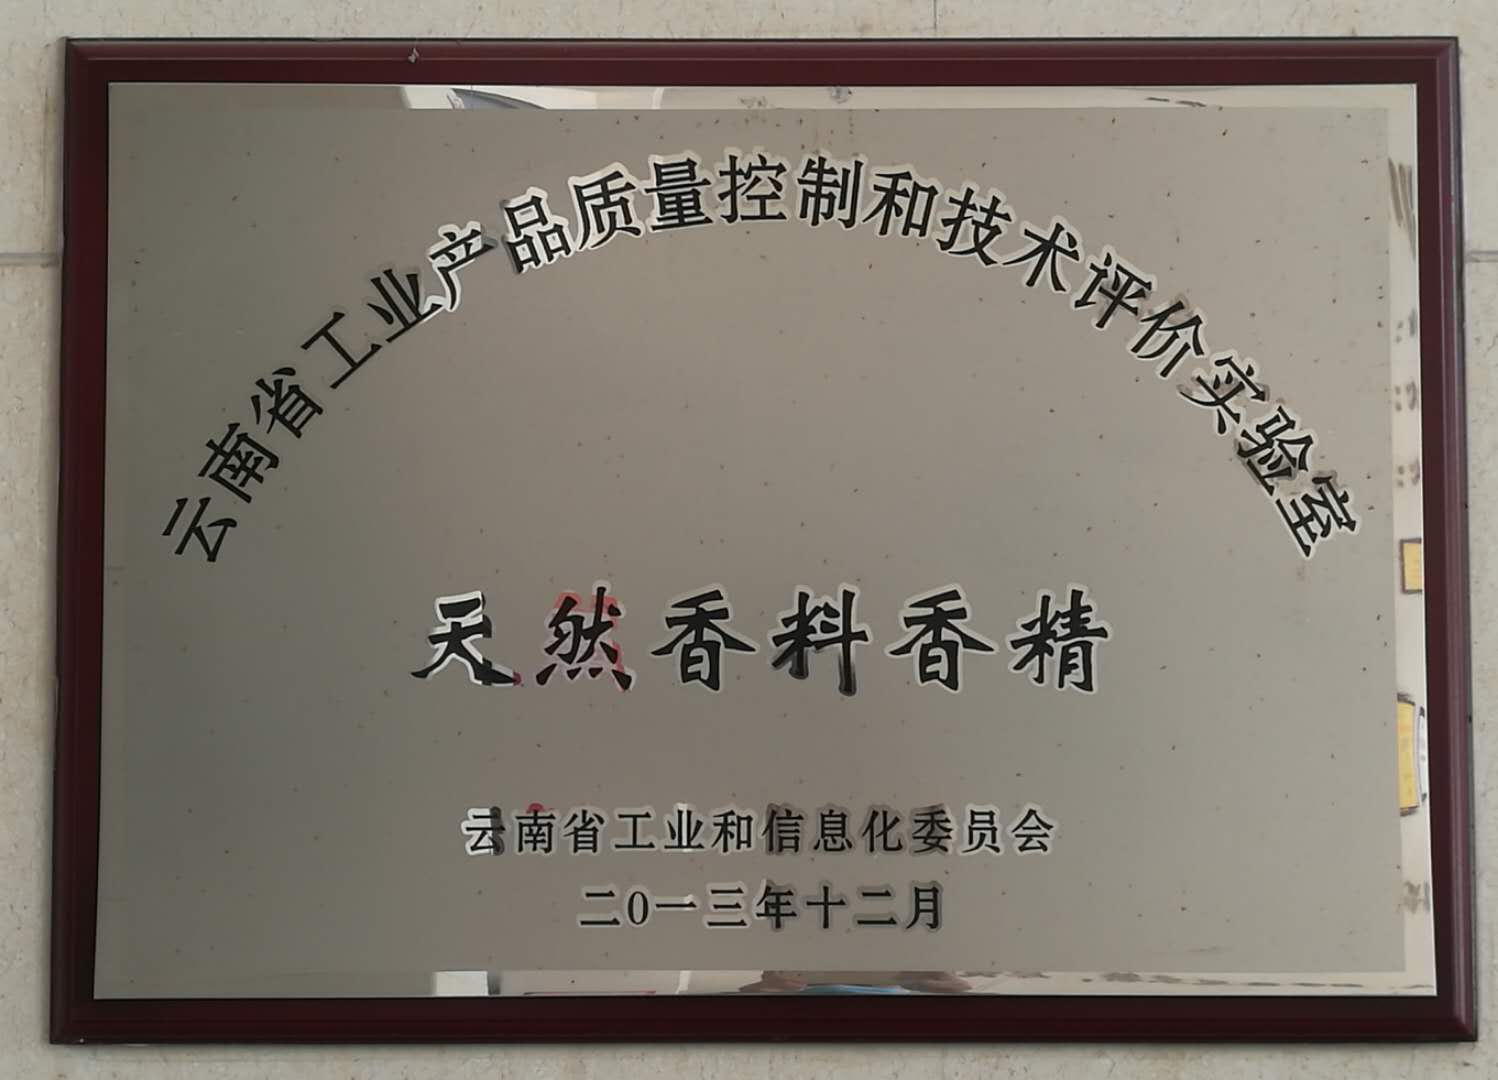 云南省工业产品质量控制和技术评价实验室
天然香料香精
云南省工业和信息化委员会
二0一三年十二月